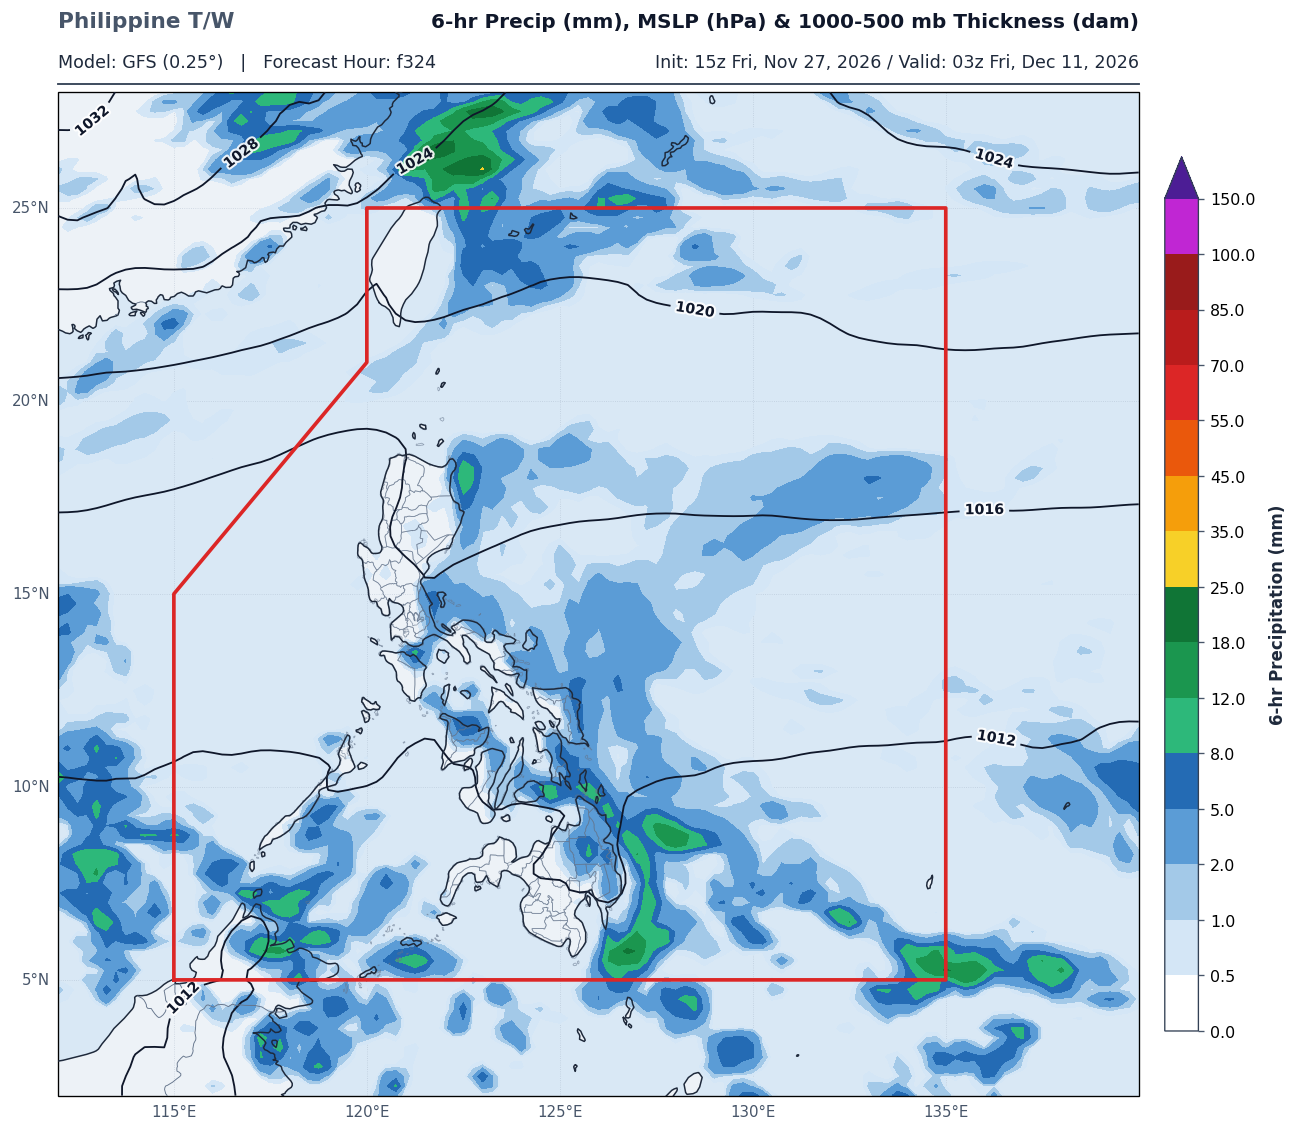 Philippine T/W
6-hr Precip (mm), MSLP (hPa) & 1000-500 mb Thickness (dam)
Model: GFS (0.25°) | Forecast Hour: f324
Init: 15z Fri, Nov 27, 2026 / Valid: 03z Fri, Dec 11, 2026
1032
1028
1024
1024
1020
1016
1012
1012
25°N
20°N
15°N
10°N
5°N
115°E
120°E
125°E
130°E
135°E
150.0
100.0
85.0
70.0
55.0
45.0
35.0
25.0
18.0
12.0
8.0
5.0
2.0
1.0
0.5
0.0
6-hr Precipitation (mm)